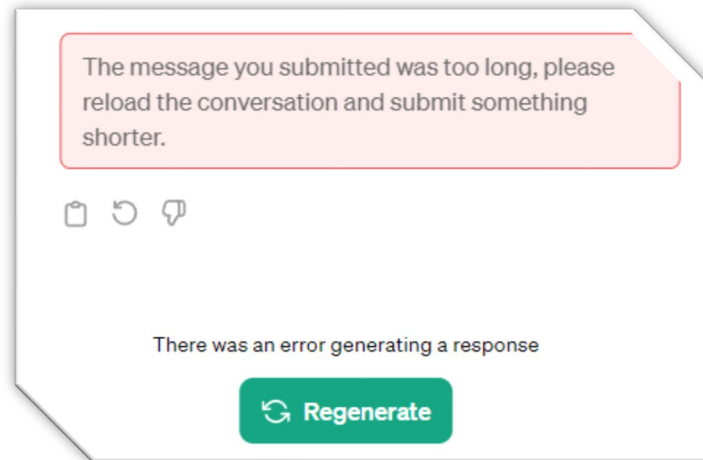 The message you submitted was too long, please
reload the conversation and submit something
shorter.
There was an error generating a response
Regenerate